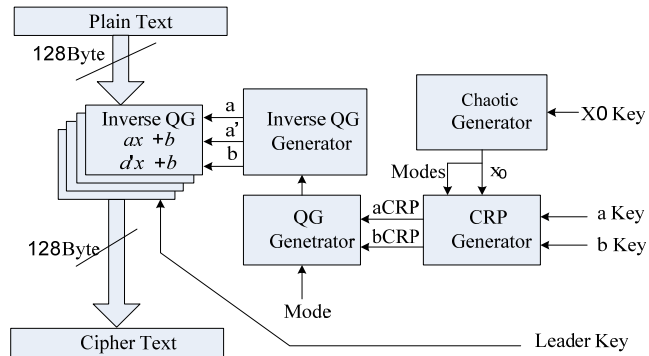 Plain Text
128Byte
Inverse QG
ax +b
a'x +b
a
a'
b
Inverse QG
Generator
Chaotic
Generator
X0 Key
Modes
x0
QG
Genetrator
aCRP
bCRP
CRP
Generator
a Key
b Key
128Byte
Mode
Leader Key
Cipher Text